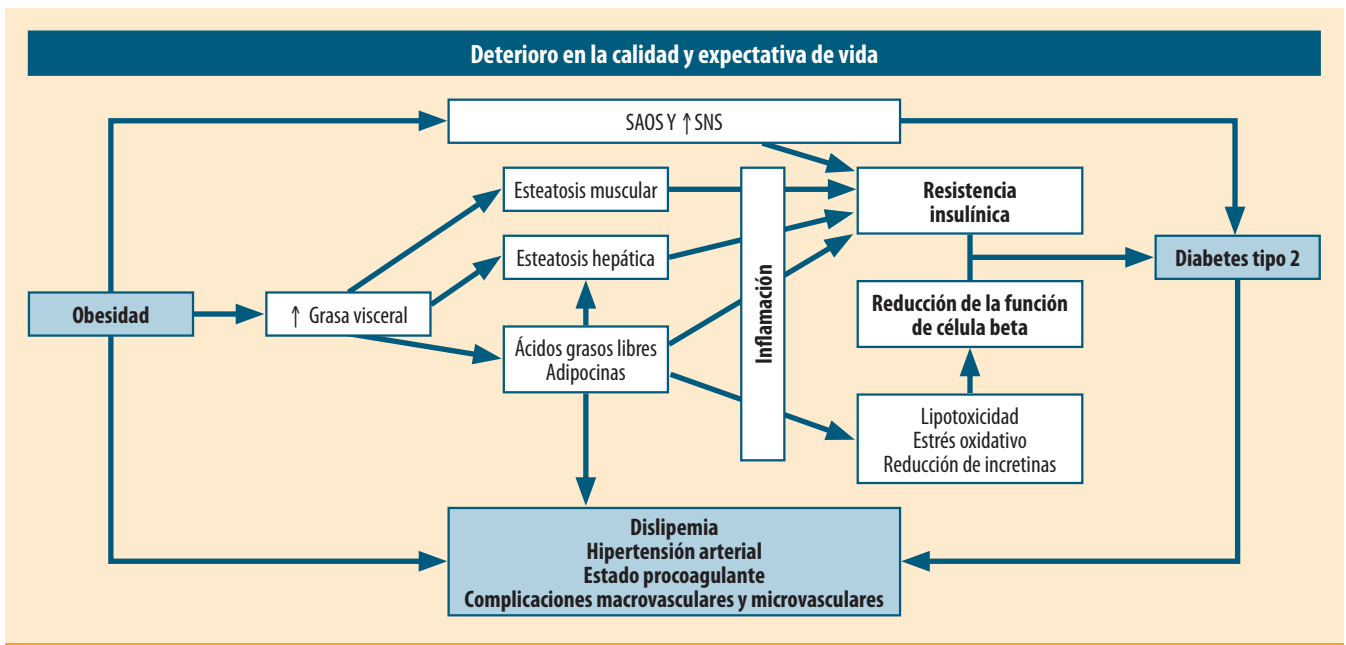 Deterioro en la calidad y expectativa de vida
SAOS Y ↑ SNS
Esteatosis muscular
Resistencia
insulínica
Esteatosis hepática
Inflamación
Diabetes tipo 2
Obesidad
↑ Grasa visceral
Reducción de la función
de célula beta
Ácidos grasos libres
Adipocinas
Lipotoxicidad
Estrés oxidativo
Reducción de incretinas
Dislipemia
Hipertensión arterial
Estado procoagulante
Complicaciones macrovasculares y microvasculares